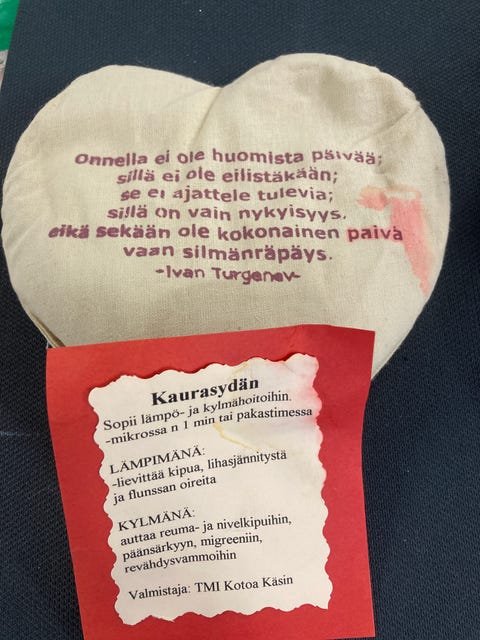 Onnella ei ole huomista päivää;
sillä ei ole eilistäkään;
se ei ajattele tulevia;
sillä on vain nykyisyys.
eikä sekään ole kokonainen päivä
vaan silmänräpäys.
-Ivan Turgenev-
Kaurasydän
Sopii lämpö- ja kylmähoitoihin.
-mikrossa n 1 min tai pakastimessa
LÄMPIMÄNÄ:
-lievittää kipua, lihasjännitystä
ja flunssan oireita
KYLMÄNÄ:
auttaa reuma- ja nivelkipuihin,
päänsärkyyn, migreeniin,
revähdysvammoihin
Valmistaja: TMI Kotoa Käsin